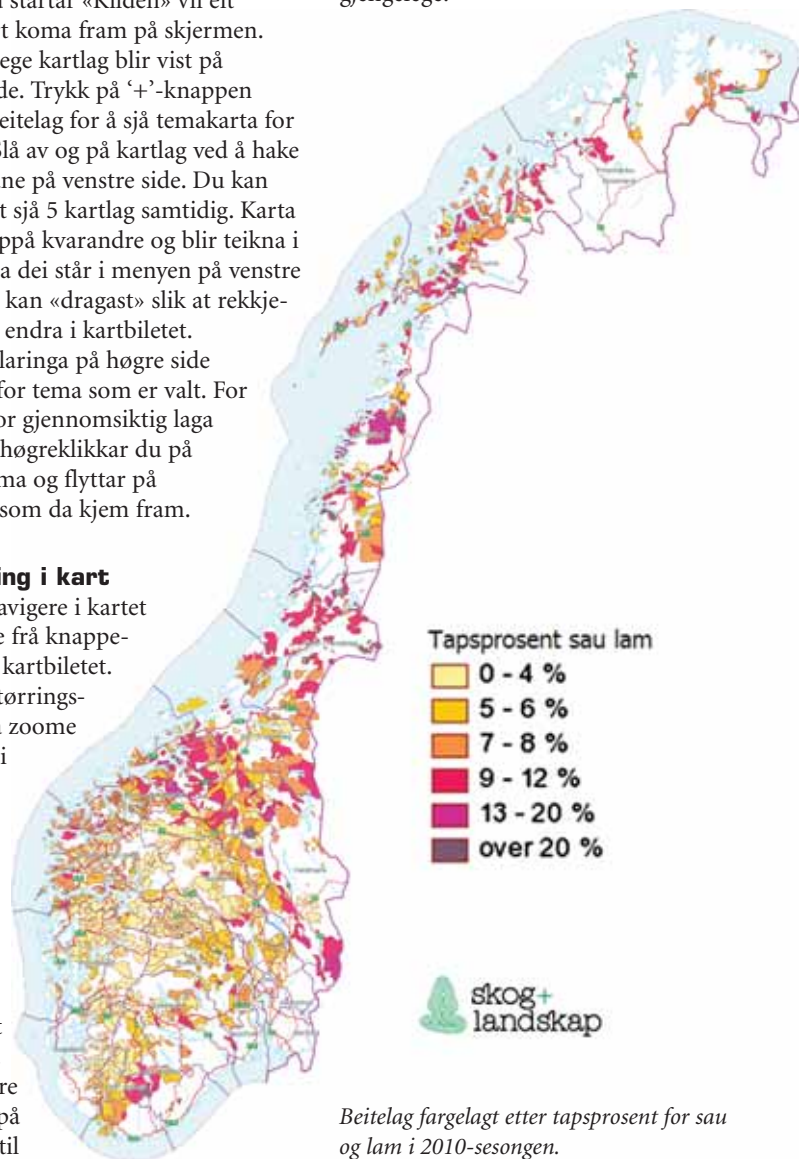 startar «Kilden» vil eit
t koma fram på skjermen.
ege kartlag blir vist på
de. Trykk på ‘+’-knappen
eitelag for å sjå temakarta for
lå av og på kartlag ved å hake
ne på venstre side. Du kan
t sjå 5 kartlag samtidig. Karta
ppå kvarandre og blir teikna i
a dei står i menyen på venstre
kan «dragast» slik at rekkje-
endra i kartbiletet.
laringa på høgre side
for tema som er valt. For
or gjennomsiktig laga
høgreklikkar du på
ma og flyttar på
som da kjem fram.
ing i kart
avigere i kartet
e frå knappe-
kartbiletet.
tørrings-
zoome
i
t
re
på
til
Tapsprosent sau lam
0 - 4 %
5 - 6 %
7 - 8 %
9 - 12 %
13 - 20 %
over 20 %
skog+
landskap
Beitelag fargelagt etter tapsprosent for sau
og lam i 2010-sesongen.